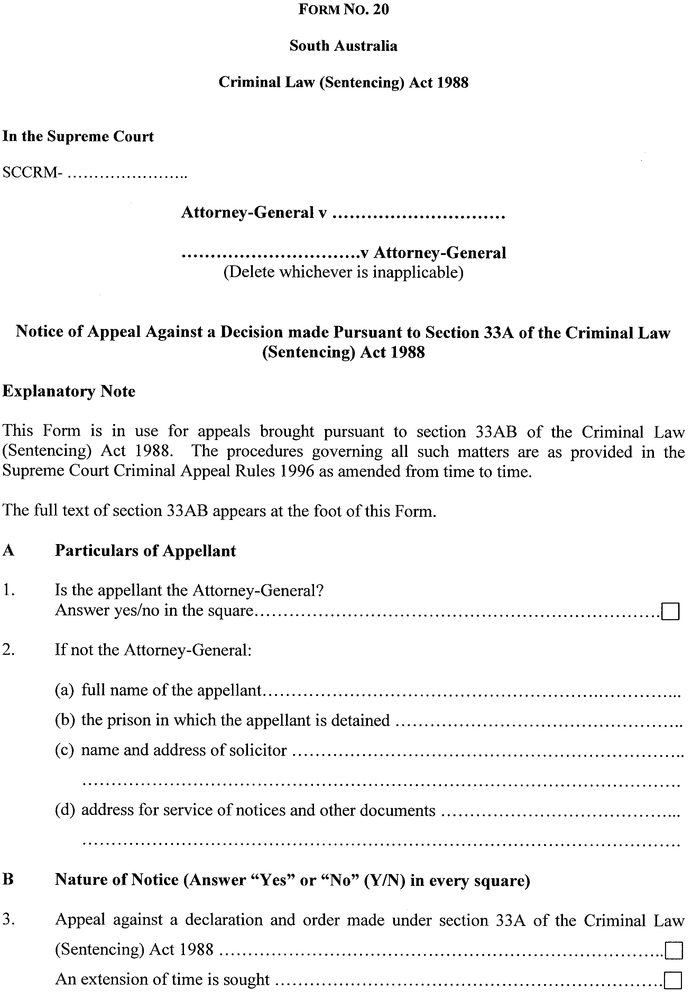 FORM NO. 20
South Australia
Criminal Law (Sentencing) Act 1988
In the Supreme Court
SCCRM- .......................
Attorney-General v ..............................
...............................v Attorney-General
(Delete whichever is inapplicable)
Notice of Appeal Against a Decision made Pursuant to Section 33A of the Criminal Law
(Sentencing) Act 1988
Explanatory Note
This Form is in use for appeals brought pursuant to section 33AB of the Criminal Law
(Sentencing) Act 1988. The procedures governing all such matters are as provided in the
Supreme Court Criminal Appeal Rules 1996 as amended from time to time.
The full text of section 33AB appears at the foot of this Form.
A Particulars of Appellant
1. Is the appellant the Attorney-General?
Answer yes/no in the square......................................................................
2. If not the Attorney-General:
(a) full name of the appellant........................................................................
(b) the prison in which the appellant is detained .................................................
(c) name and address of solicitor ...................................................................
.......................................................................................................
(d) address for service of notices and other documents .........................................
.......................................................................................................
B Nature of Notice (Answer “Yes” or “No” (Y/N) in every square)
3. Appeal against a declaration and order made under section 33A of the Criminal Law
(Sentencing) Act 1988 ............................................................................
An extension of time is sought ..................................................................